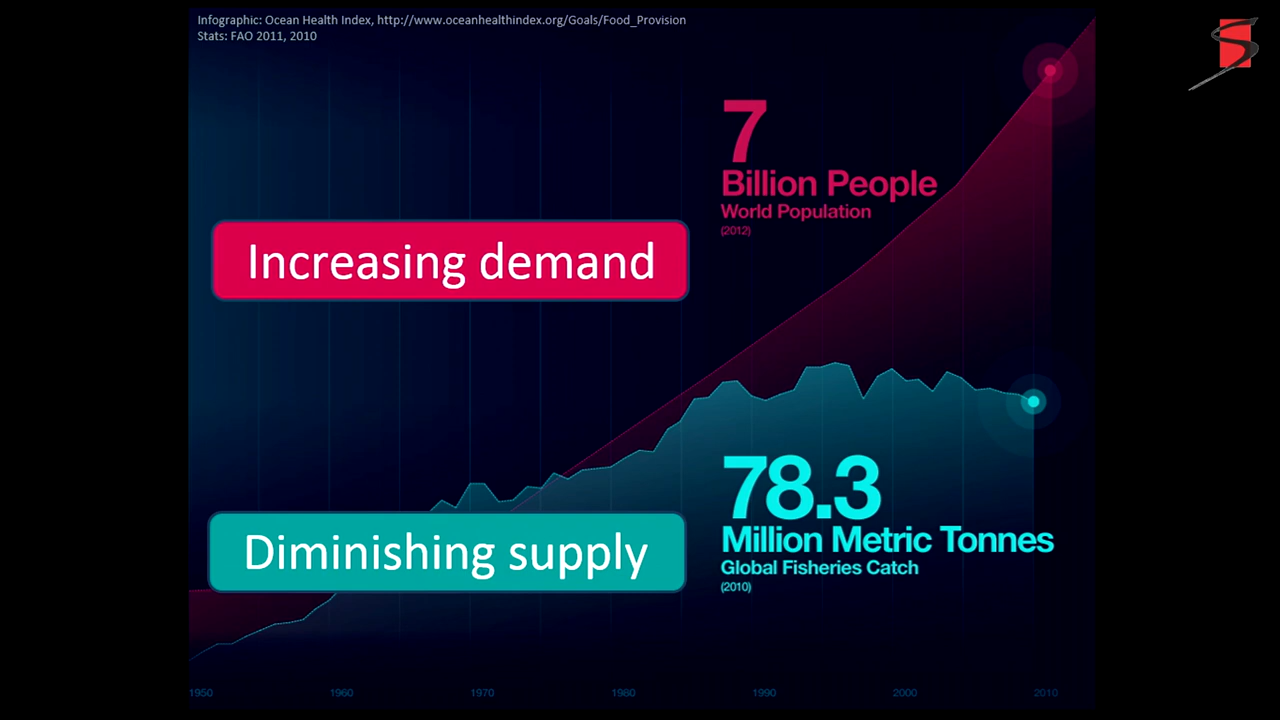 Infographic: Ocean Health Index, http://www.oceanhealthindex.org/Goals/Food_Provision
Stats: FAO 2011, 2010
7
Billion People
World Population
(2012)
Increasing demand
78.3
Million Metric Tonnes
Global Fisheries Catch
(2010)
Diminishing supply
1950 1960 1970 1980 1990 2000 2010